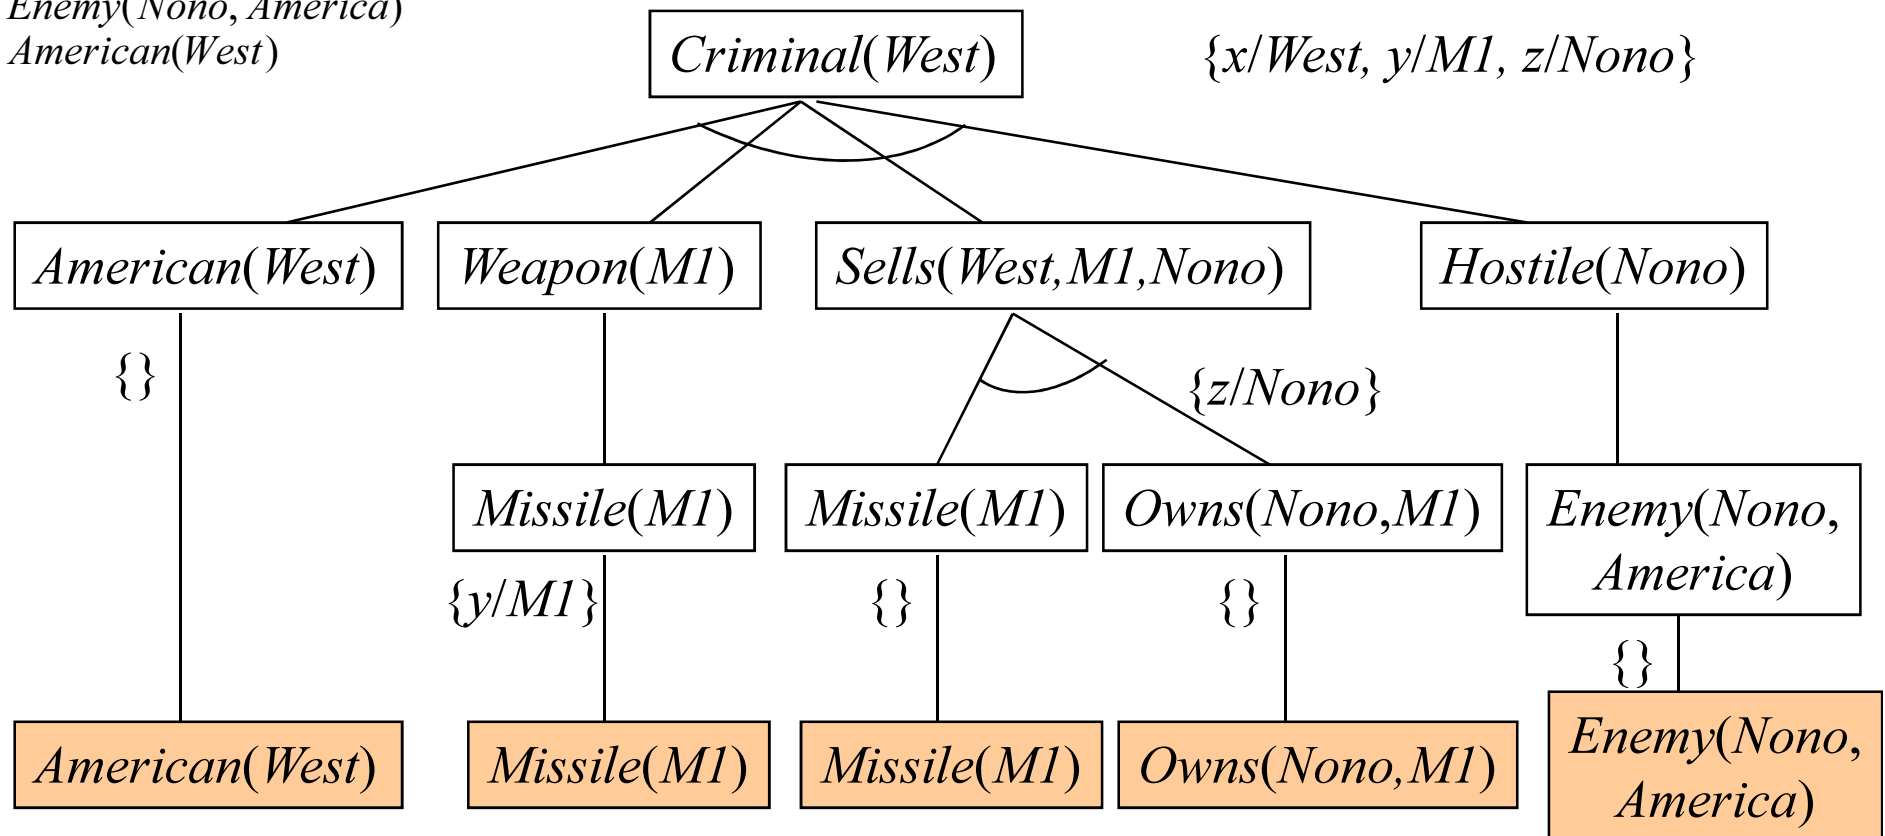 Enemy(Nono, America)
American(West)
Criminal(West)
{x/West, y/M1, z/Nono}
American(West)
Weapon(M1)
Sells(West,M1,Nono)
Hostile(Nono)
{}
{z/Nono}
Missile(M1)
Missile(M1)
Owns(Nono,M1)
Enemy(Nono,
America)
{y/M1}
{}
{}
{}
American(West)
Missile(M1)
Missile(M1)
Owns(Nono,M1)
Enemy(Nono,
America)